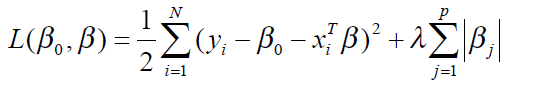 L(β₀, β) = 1/2 ∑_{i=1}^{N} (y_i − β₀ − x_i^T β)² + λ ∑_{j=1}^{p} |β_j|